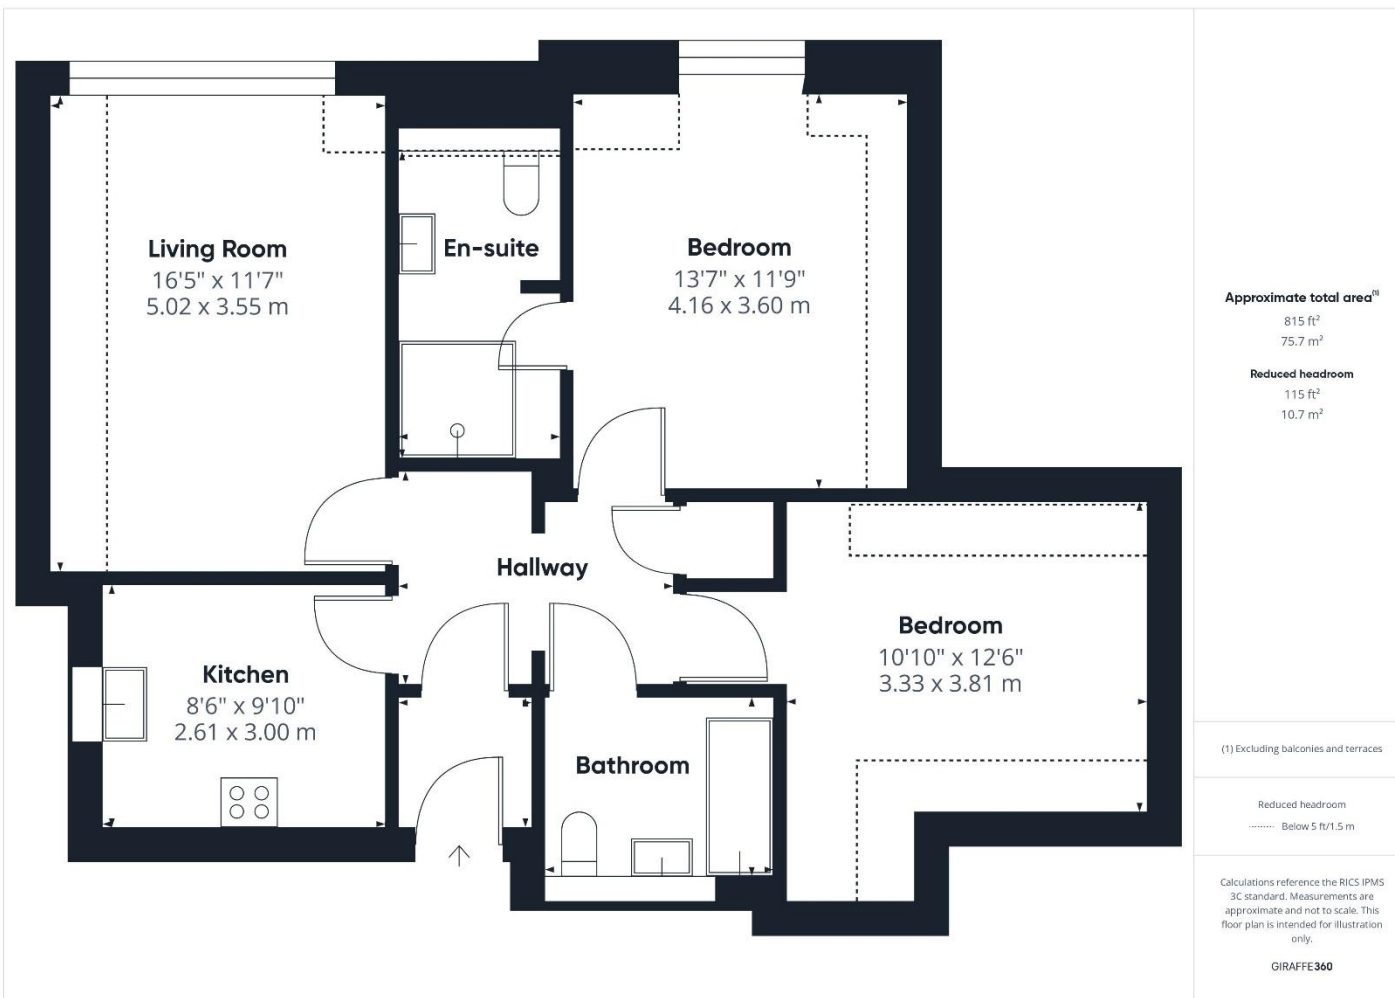 Living Room
16'5" x 11'7"
5.02 x 3.55 m
En-suite
Bedroom
13'7" x 11'9"
4.16 x 3.60 m
Hallway
Kitchen
8'6" x 9'10"
2.61 x 3.00 m
Bathroom
Bedroom
10'10" x 12'6"
3.33 x 3.81 m
Approximate total area⁽¹⁾
815 ft²
75.7 m²
Reduced headroom
115 ft²
10.7 m²
(1) Excluding balconies and terraces
Reduced headroom
Below 5 ft/1.5 m
Calculations reference the RICS IPMS
3C standard. Measurements are
approximate and not to scale. This
floor plan is intended for illustration
only.
GIRAFFE360